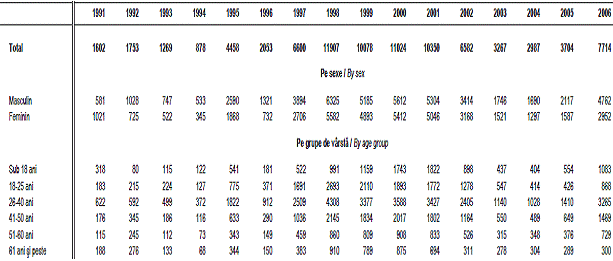 1991 1992 1993 1994 1995 1996 1997 1998 1999 2000 2001 2002 2003 2004 2005 2006
Total 1602 1753 1269 878 4458 2053 6600 11907 10078 11024 10350 6582 3267 2987 3704 7714
Pe sexe / By sex
Masculin 581 1028 747 533 2590 1321 3894 6325 5185 5612 5304 3414 1746 1690 2117 4762
Feminin 1021 725 522 345 1868 732 2706 5582 4893 5412 5046 3168 1521 1297 1587 2952
Pe grupe de vârstă / By age group
Sub 18 ani 318 80 115 122 541 181 522 991 1159 1743 1822 898 437 404 554 1083
18-25 ani 183 215 224 127 775 371 1691 2693 2110 1893 1772 1278 547 414 426 868
26-40 ani 622 592 499 372 1822 912 2509 4308 3377 3588 3427 2405 1140 1028 1410 3265
41-50 ani 176 345 186 116 633 290 1036 2145 1834 2017 1802 1164 550 489 649 1469
51-60 ani 115 245 112 73 343 149 459 860 809 908 833 526 315 348 376 729
61 ani şi peste 188 276 133 68 344 150 383 910 789 875 694 311 278 304 289 300